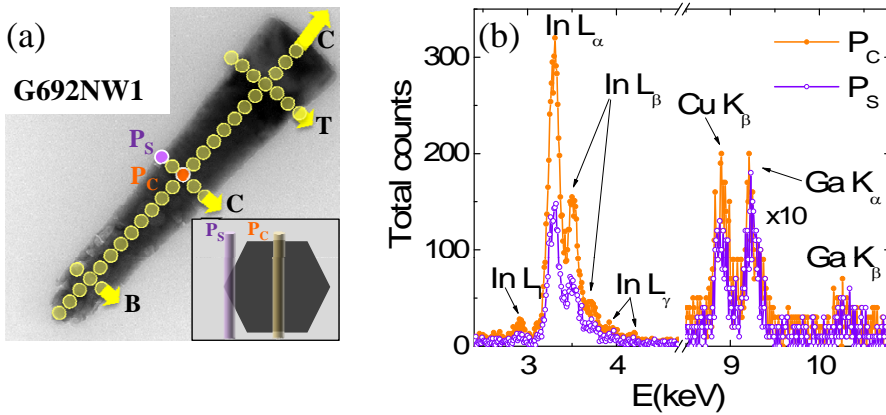 (a)
G692NW1
C
T
P_S
P_C
C
B
P_S P_C
(b)
Total counts
300
200
100
0
In L_α
In L_β
In L_l
In L_γ
Cu K_β
Ga K_α
x10
Ga K_β
P_C
P_S
3 4 9 10
E(keV)